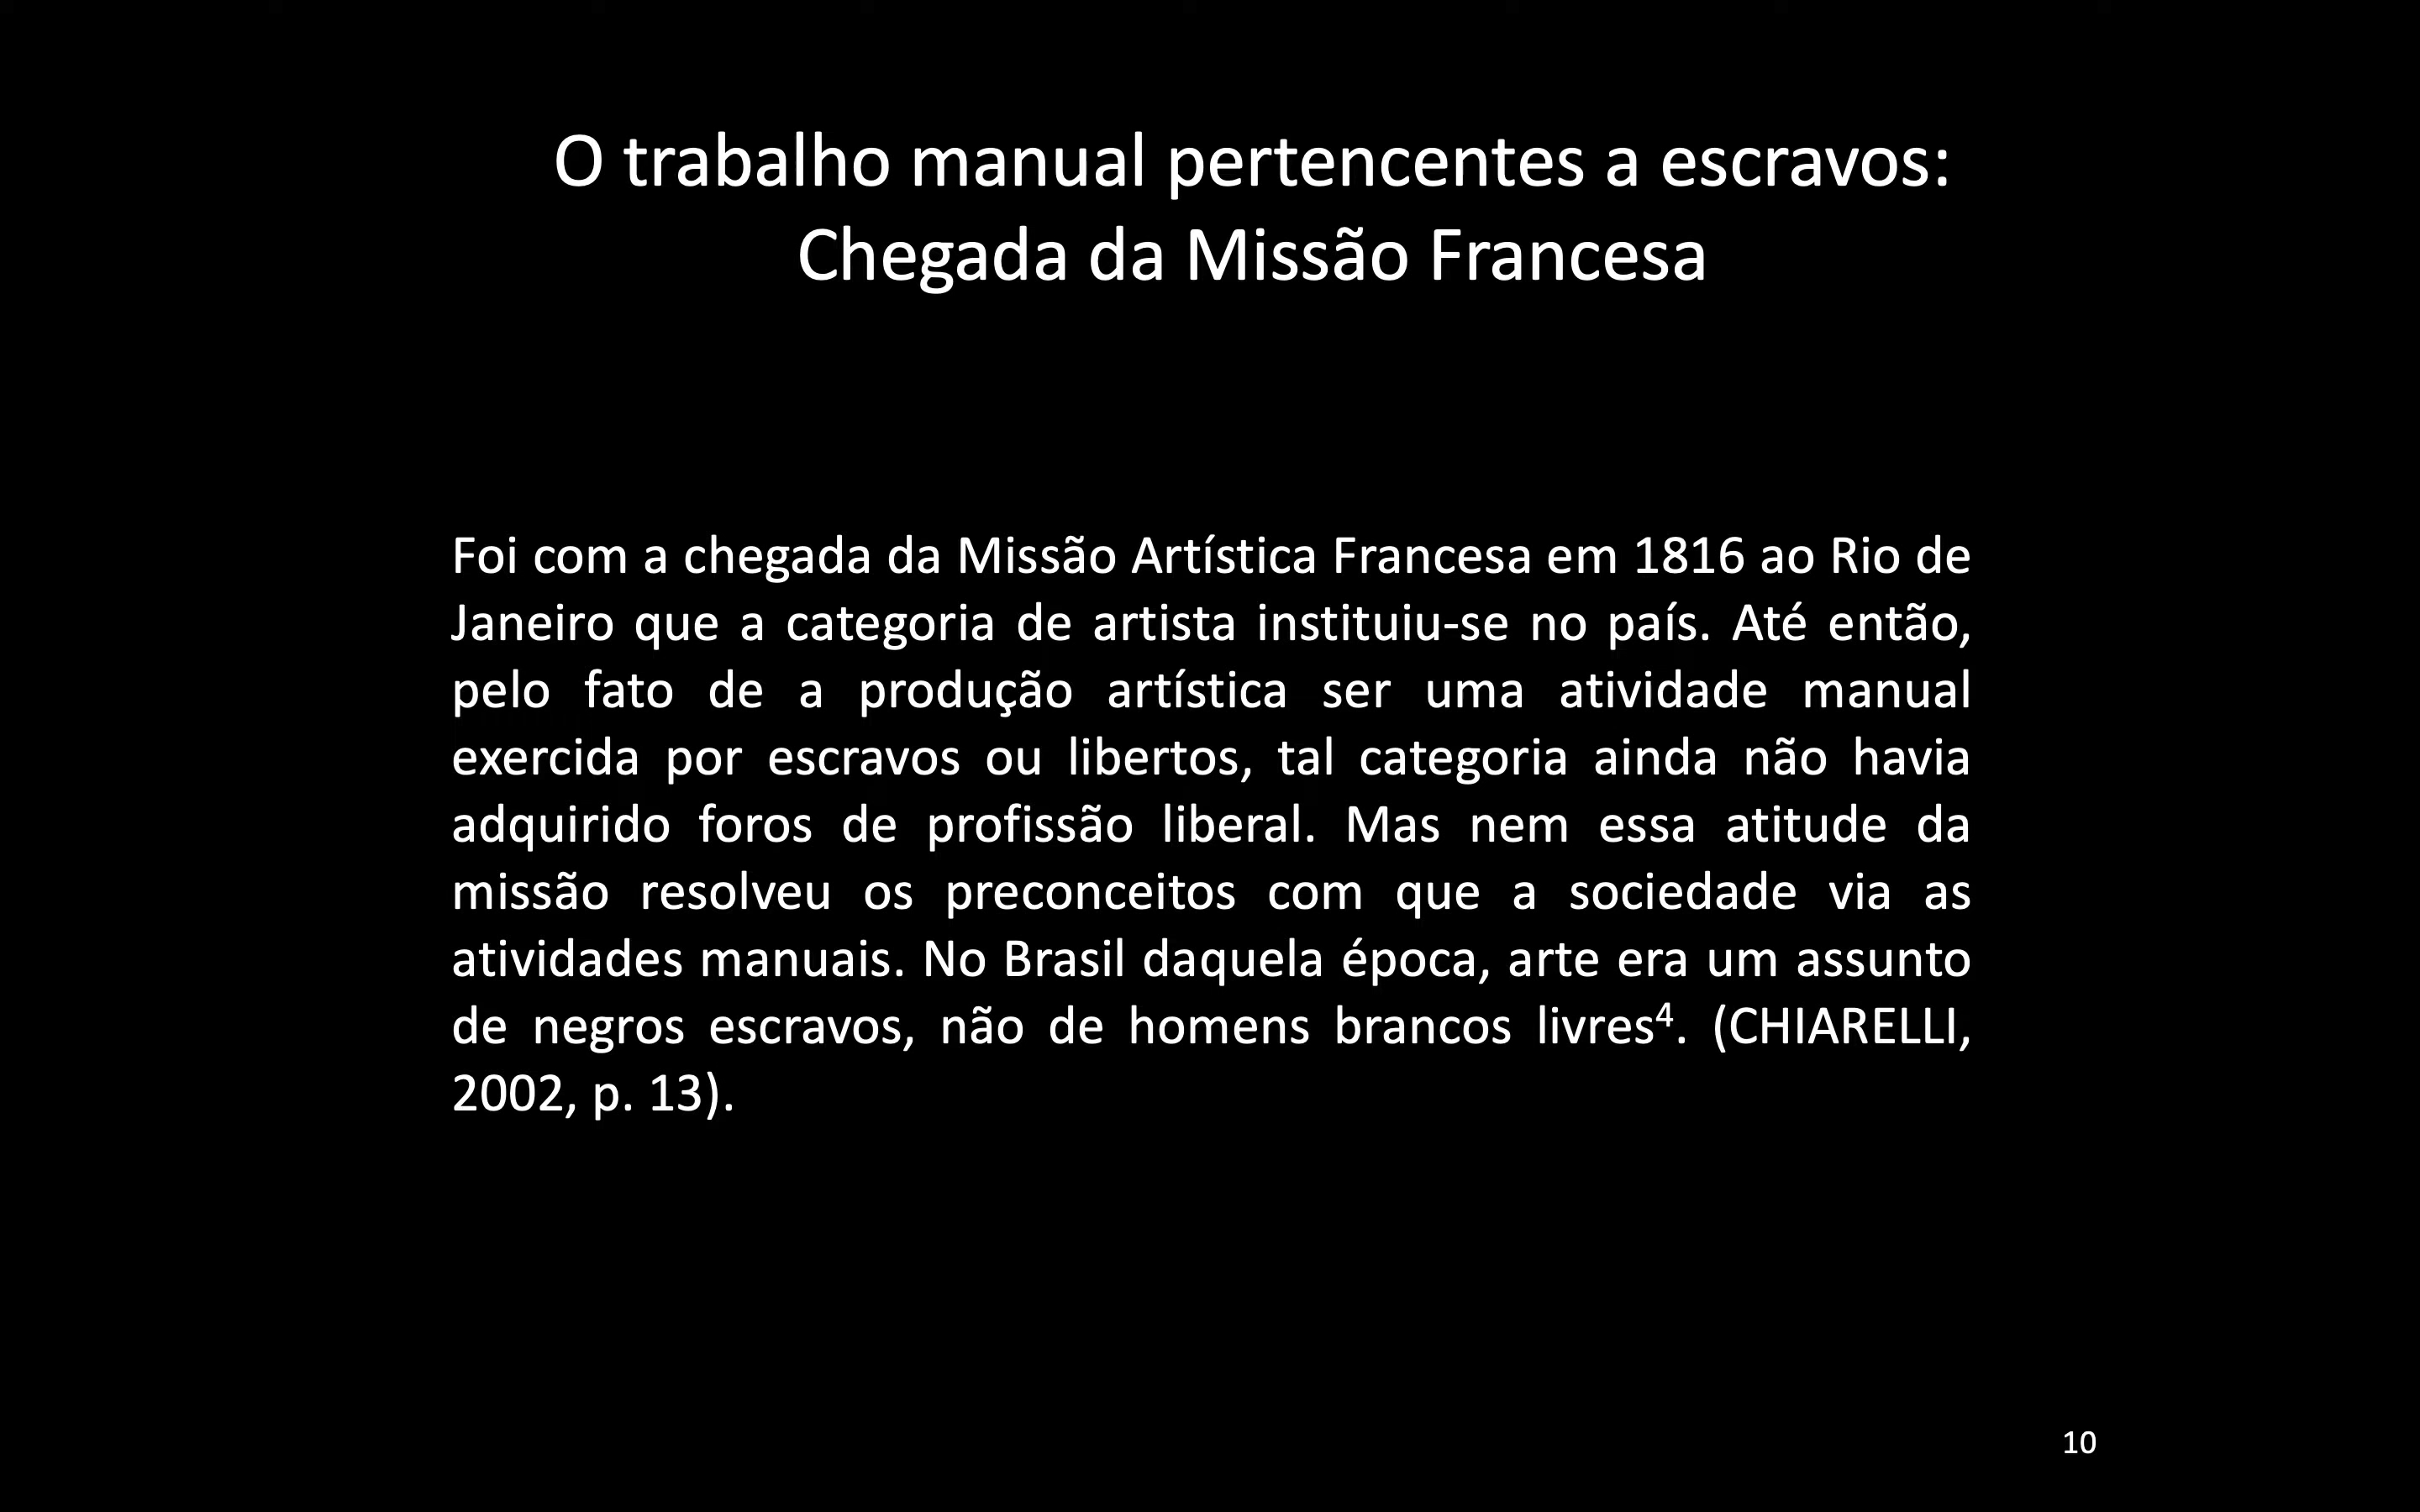 O trabalho manual pertencentes a escravos:
Chegada da Missão Francesa
Foi com a chegada da Missão Artística Francesa em 1816 ao Rio de
Janeiro que a categoria de artista instituiu-se no país. Até então,
pelo fato de a produção artística ser uma atividade manual
exercida por escravos ou libertos, tal categoria ainda não havia
adquirido foros de profissão liberal. Mas nem essa atitude da
missão resolveu os preconceitos com que a sociedade via as
atividades manuais. No Brasil daquela época, arte era um assunto
de negros escravos, não de homens brancos livres⁴. (CHIARELLI,
2002, p. 13).
10